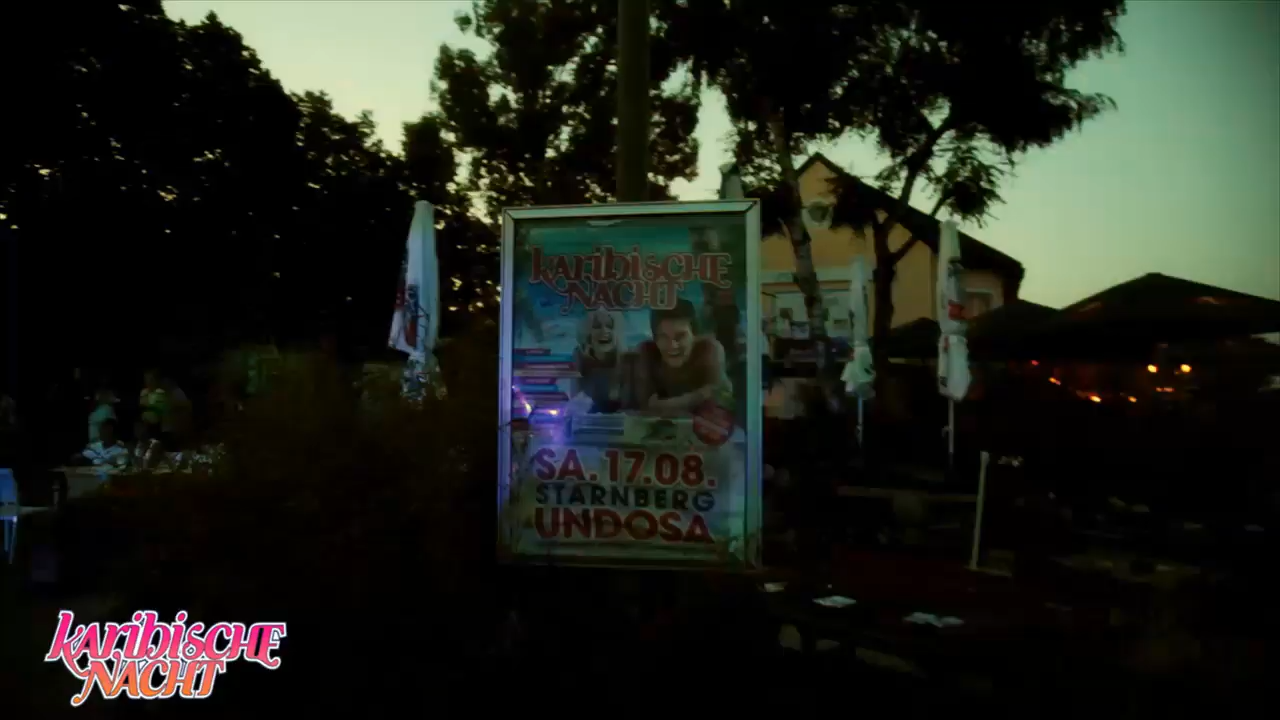 karibische
NACHT
SA. 17.08.
STARNBERG
UNDOSA
karibische
NACHT